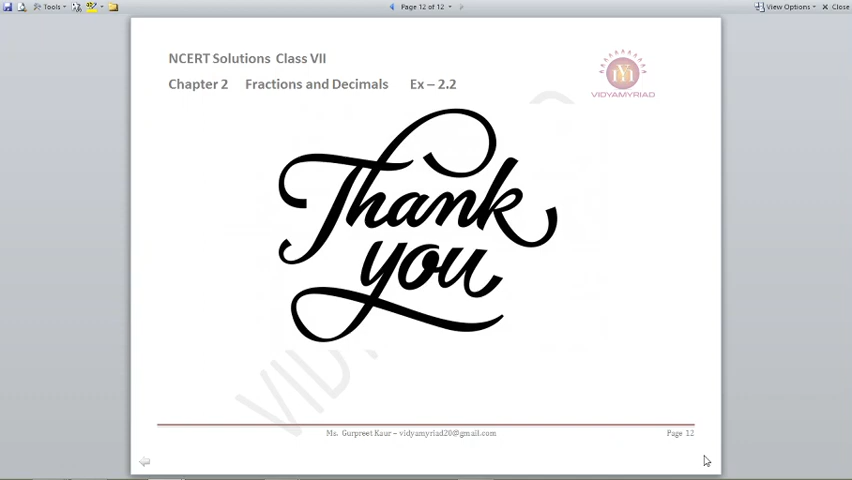 Tools
Page 12 of 12
View Options
Close
NCERT Solutions Class VII
Chapter 2 Fractions and Decimals Ex – 2.2
VIDYAMYRIAD
Thank
you
VID
Ms. Gurpreet Kaur – vidyamyriad20@gmail.com
Page 12